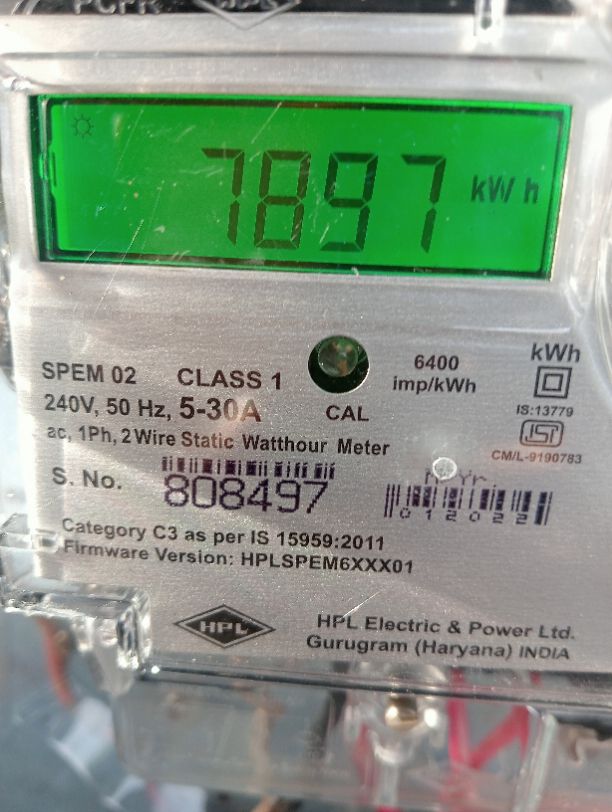 7897 kWh
SPEM 02 CLASS 1
6400
imp/kWh
kWh
240V, 50 Hz, 5-30A
CAL
IS:13779
ISI
ac, 1Ph, 2 Wire Static Watthour Meter
CM/L-9190783
S. No. 808497
012022
Category C3 as per IS 15959:2011
Firmware Version: HPLSPEM6XXX01
HPL
HPL Electric & Power Ltd.
Gurugram (Haryana) INDIA